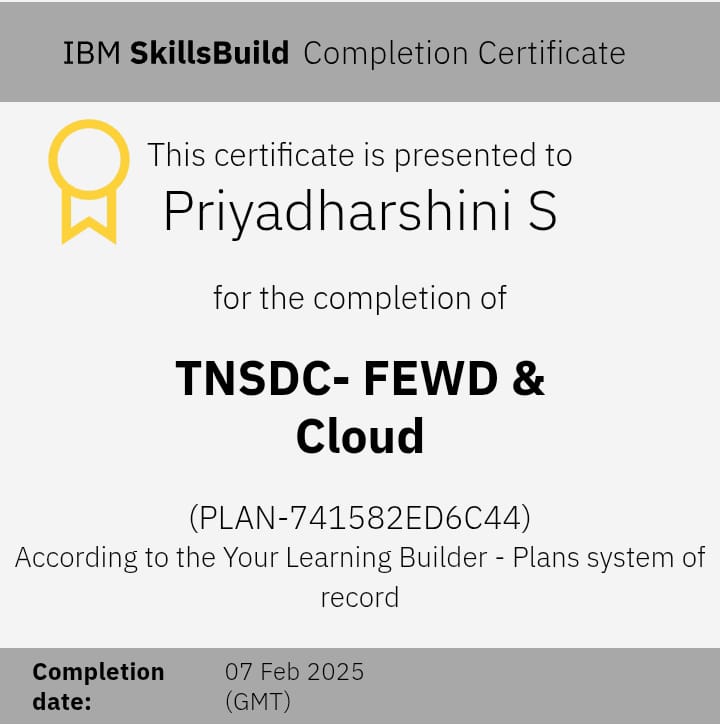 IBM SkillsBuild Completion Certificate
This certificate is presented to
Priyadharshini S
for the completion of
TNSDC- FEWD &
Cloud
(PLAN-741582ED6C44)
According to the Your Learning Builder - Plans system of
record
Completion date: 07 Feb 2025 (GMT)